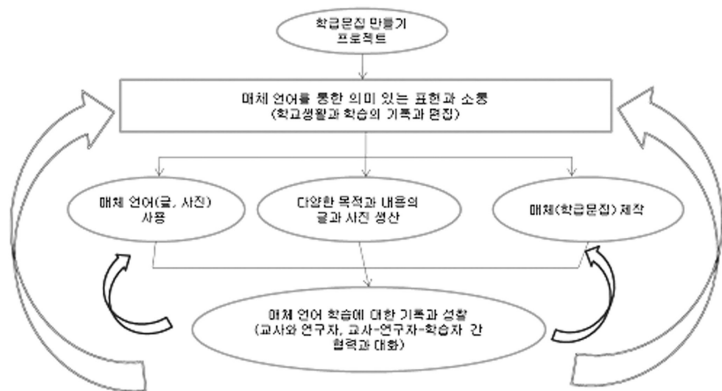 학급문집 만들기
프로젝트
매체 언어를 통한 의미 있는 표현과 소통
(학교생활과 학습의 기록과 편집)
매체 언어(글, 사진)
사용
다양한 목적과 내용의
글과 사진 생산
매체(학급문집) 제작
매체 언어 학습에 대한 기록과 성찰
(교사와 연구자, 교사-연구자-학습자 간
협력과 대화)